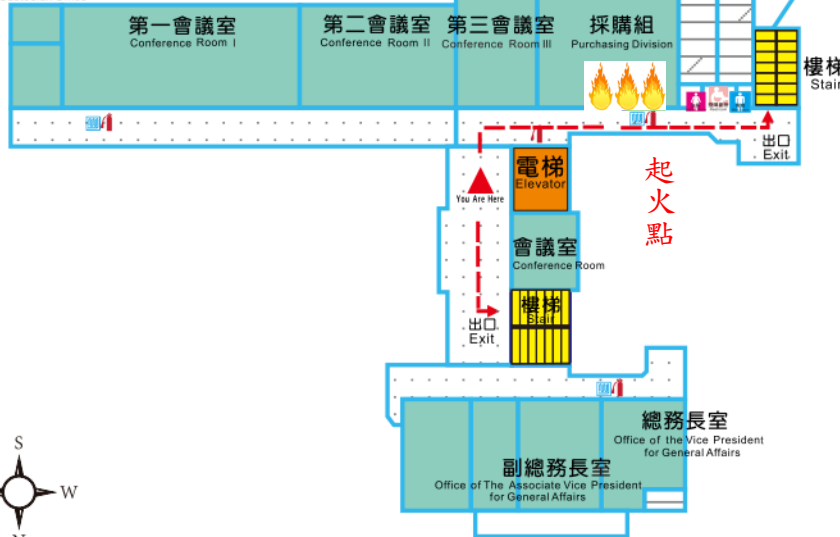 第一會議室
Conference Room I
第二會議室
Conference Room II
第三會議室
Conference Room III
採購組
Purchasing Division
樓梯
Stair
出口
Exit
電梯
Elevator
You Are Here
起火點
會議室
Conference Room
樓梯
Stair
出口
Exit
總務長室
Office of the Vice President
for General Affairs
副總務長室
Office of The Associate Vice President
for General Affairs
S
W